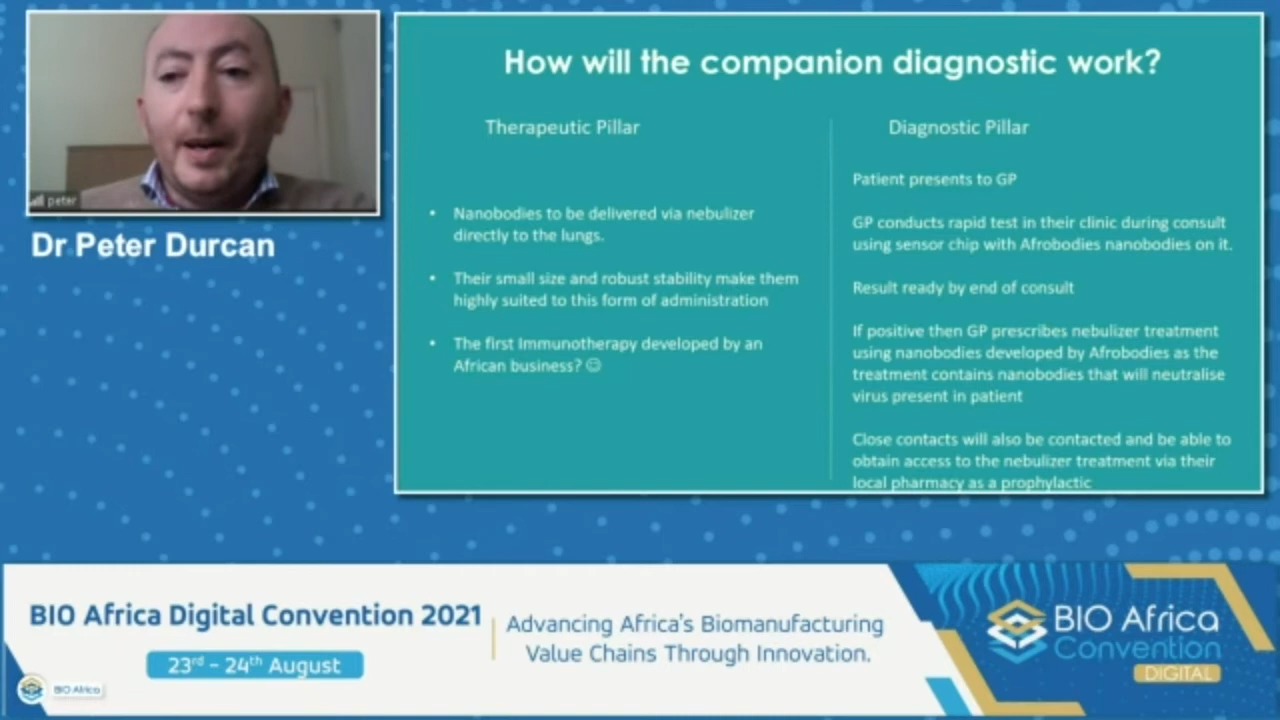 peter
Dr Peter Durcan
How will the companion diagnostic work?
Therapeutic Pillar
• Nanobodies to be delivered via nebulizer
directly to the lungs.
• Their small size and robust stability make them
highly suited to this form of administration
• The first Immunotherapy developed by an
African business? ☺
Diagnostic Pillar
Patient presents to GP
GP conducts rapid test in their clinic during consult
using sensor chip with Afrobodies nanobodies on it.
Result ready by end of consult
If positive then GP prescribes nebulizer treatment
using nanobodies developed by Afrobodies as the
treatment contains nanobodies that will neutralise
virus present in patient
Close contacts will also be contacted and be able to
obtain access to the nebulizer treatment via their
local pharmacy as a prophylactic
BIO Africa Digital Convention 2021
23rd – 24th August
Advancing Africa's Biomanufacturing
Value Chains Through Innovation.
BIO Africa
Convention
DIGITAL
BIO Africa